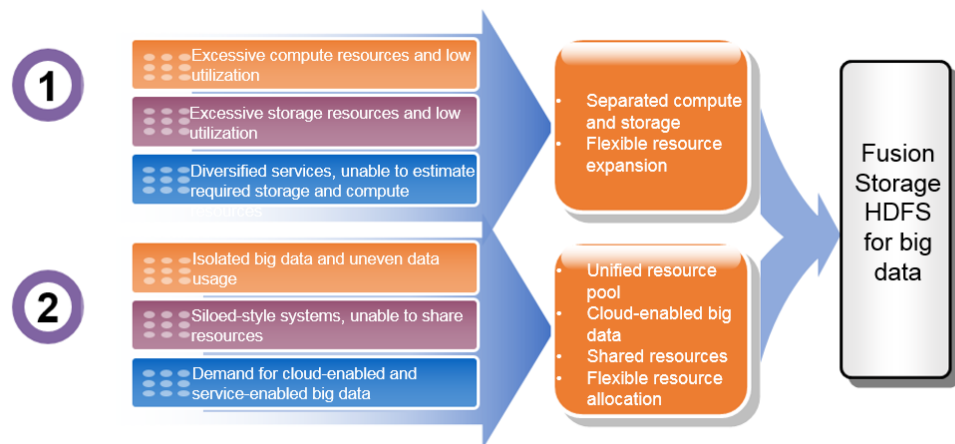 1
Excessive compute resources and low
utilization
Excessive storage resources and low
utilization
Diversified services, unable to estimate
required storage and compute
resources
• Separated compute
and storage
• Flexible resource
expansion
2
Isolated big data and uneven data
usage
Siloed-style systems, unable to share
resources
Demand for cloud-enabled and
service-enabled big data
• Unified resource
pool
• Cloud-enabled big
data
• Shared resources
• Flexible resource
allocation
Fusion
Storage
HDFS
for big
data